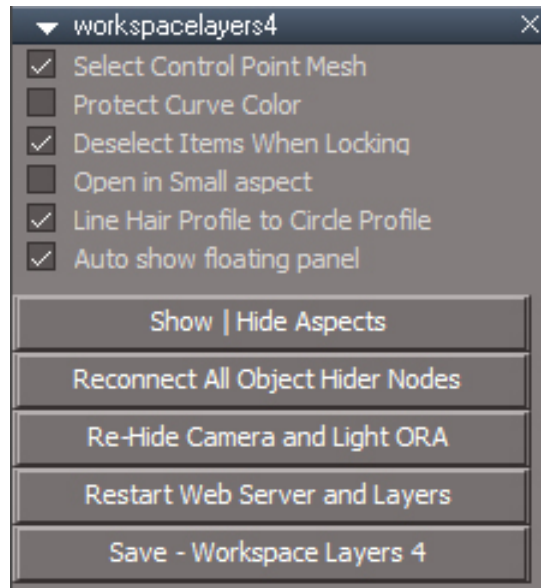 workspacelayers4
Select Control Point Mesh
Protect Curve Color
Deselect Items When Locking
Open in Small aspect
Line Hair Profile to Circle Profile
Auto show floating panel
Show | Hide Aspects
Reconnect All Object Hider Nodes
Re-Hide Camera and Light ORA
Restart Web Server and Layers
Save - Workspace Layers 4